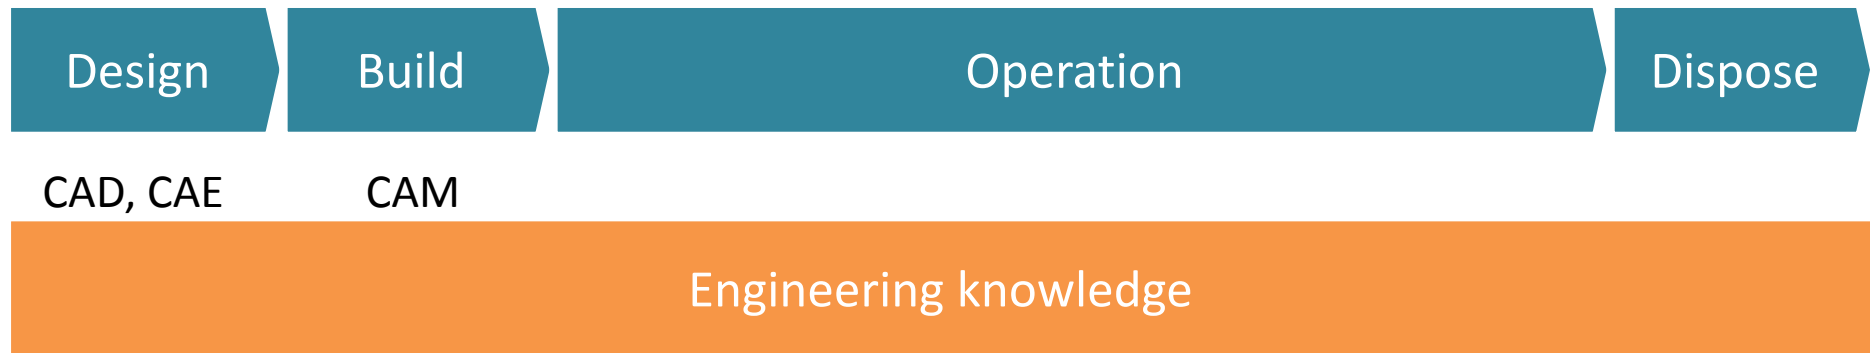 Design Build Operation Dispose
CAD, CAE CAM
Engineering knowledge